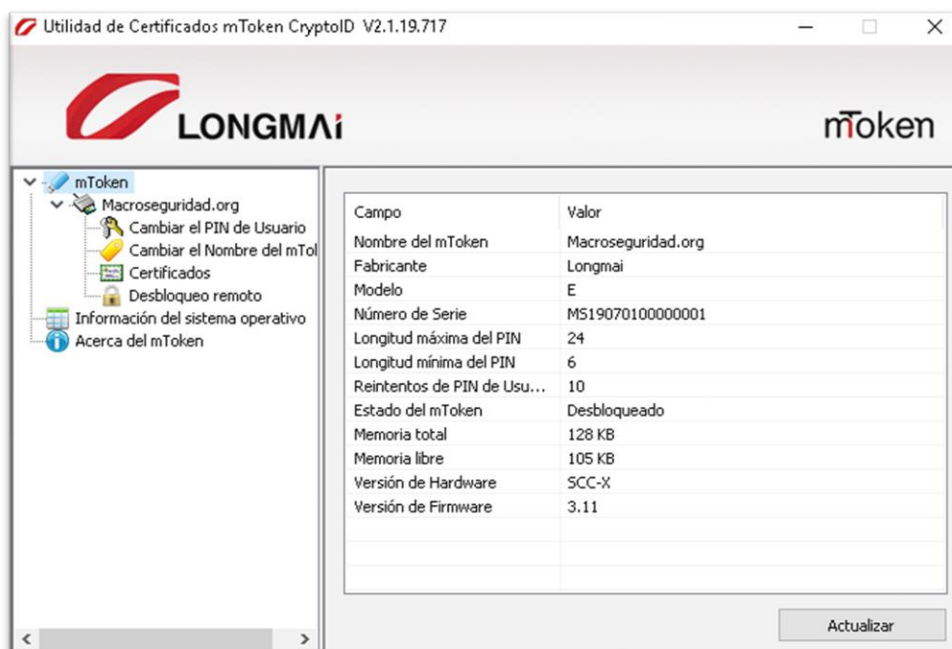 Utilidad de Certificados mToken CryptoID V2.1.19.717
LONGMAi
mToken
mToken
Macroseguridad.org
Cambiar el PIN de Usuario
Cambiar el Nombre del mTol
Certificados
Desbloqueo remoto
Información del sistema operativo
Acerca del mToken
Campo Valor
Nombre del mToken Macroseguridad.org
Fabricante Longmai
Modelo E
Número de Serie MS19070100000001
Longitud máxima del PIN 24
Longitud mínima del PIN 6
Reintentos de PIN de Usu... 10
Estado del mToken Desbloqueado
Memoria total 128 KB
Memoria libre 105 KB
Versión de Hardware SCC-X
Versión de Firmware 3.11
Actualizar